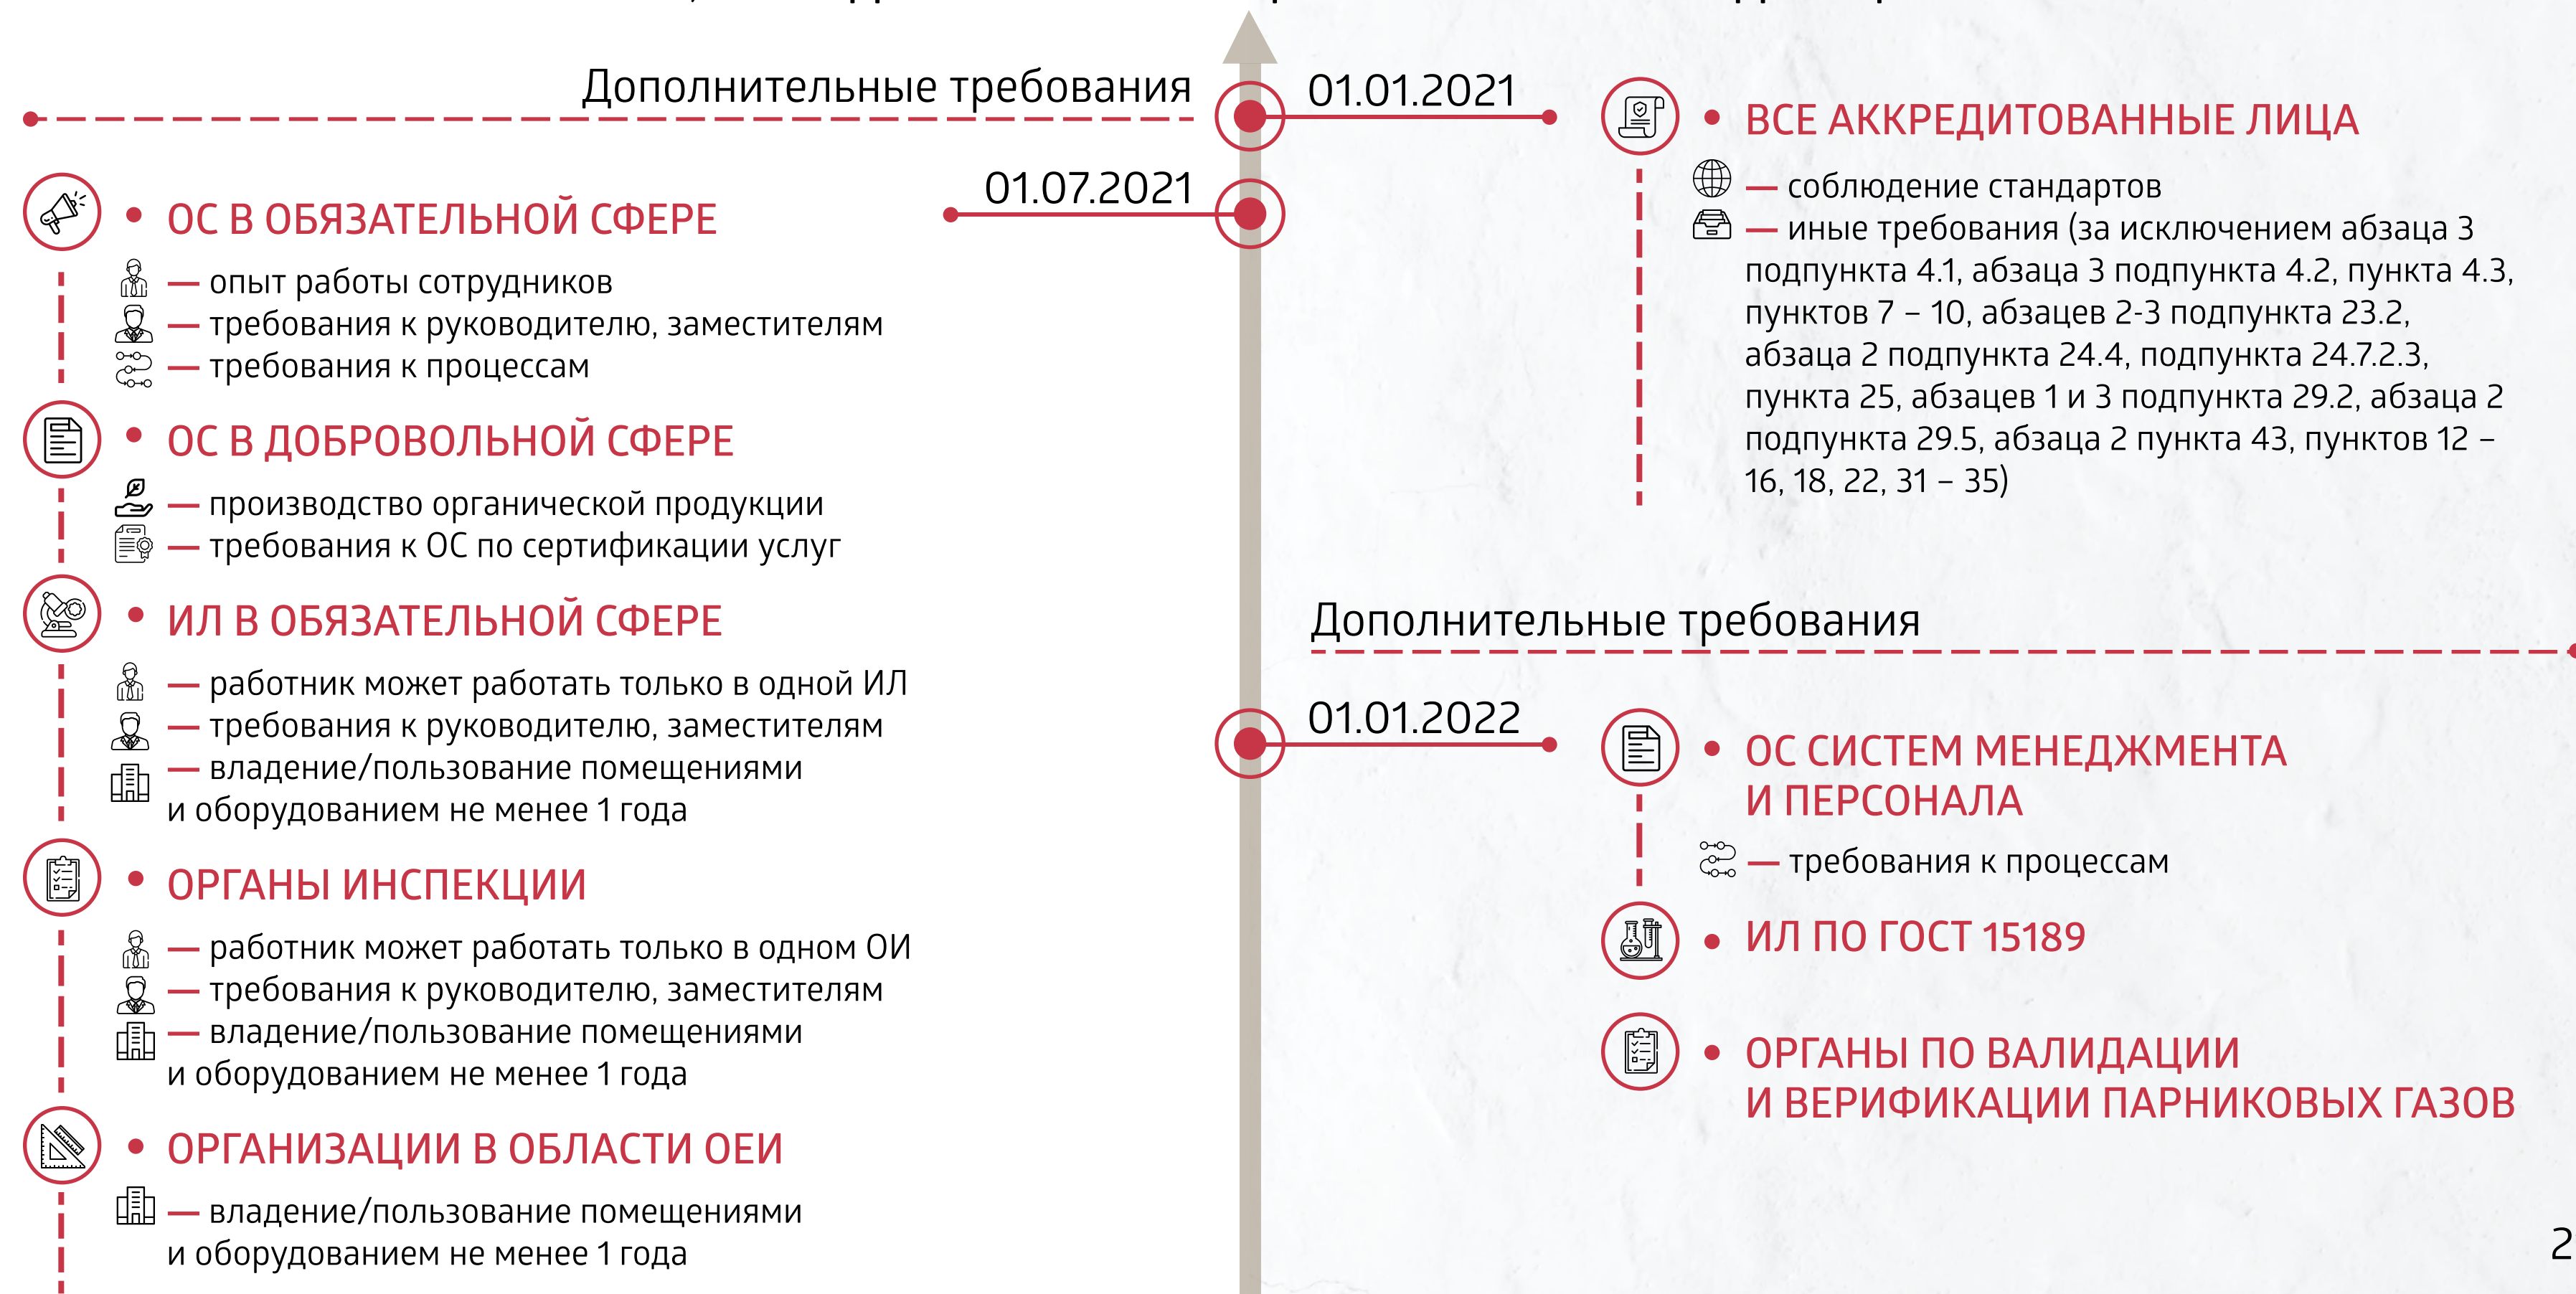 Дополнительные требования
01.07.2021
ОС В ОБЯЗАТЕЛЬНОЙ СФЕРЕ
— опыт работы сотрудников
— требования к руководителю, заместителям
— требования к процессам
ОС В ДОБРОВОЛЬНОЙ СФЕРЕ
— производство органической продукции
— требования к ОС по сертификации услуг
ИЛ В ОБЯЗАТЕЛЬНОЙ СФЕРЕ
— работник может работать только в одной ИЛ
— требования к руководителю, заместителям
— владение/пользование помещениями
и оборудованием не менее 1 года
ОРГАНЫ ИНСПЕКЦИИ
— работник может работать только в одном ОИ
— требования к руководителю, заместителям
— владение/пользование помещениями
и оборудованием не менее 1 года
ОРГАНИЗАЦИИ В ОБЛАСТИ ОЕИ
— владение/пользование помещениями
и оборудованием не менее 1 года
01.01.2021
ВСЕ АККРЕДИТОВАННЫЕ ЛИЦА
— соблюдение стандартов
— иные требования (за исключением абзаца 3
подпункта 4.1, абзаца 3 подпункта 4.2, пункта 4.3,
пунктов 7 – 10, абзацев 2-3 подпункта 23.2,
абзаца 2 подпункта 24.4, подпункта 24.7.2.3,
пункта 25, абзацев 1 и 3 подпункта 29.2, абзаца 2
подпункта 29.5, абзаца 2 пункта 43, пунктов 12 –
16, 18, 22, 31 – 35)
Дополнительные требования
01.01.2022
ОС СИСТЕМ МЕНЕДЖМЕНТА
И ПЕРСОНАЛА
— требования к процессам
ИЛ ПО ГОСТ 15189
ОРГАНЫ ПО ВАЛИДАЦИИ
И ВЕРИФИКАЦИИ ПАРНИКОВЫХ ГАЗОВ
2